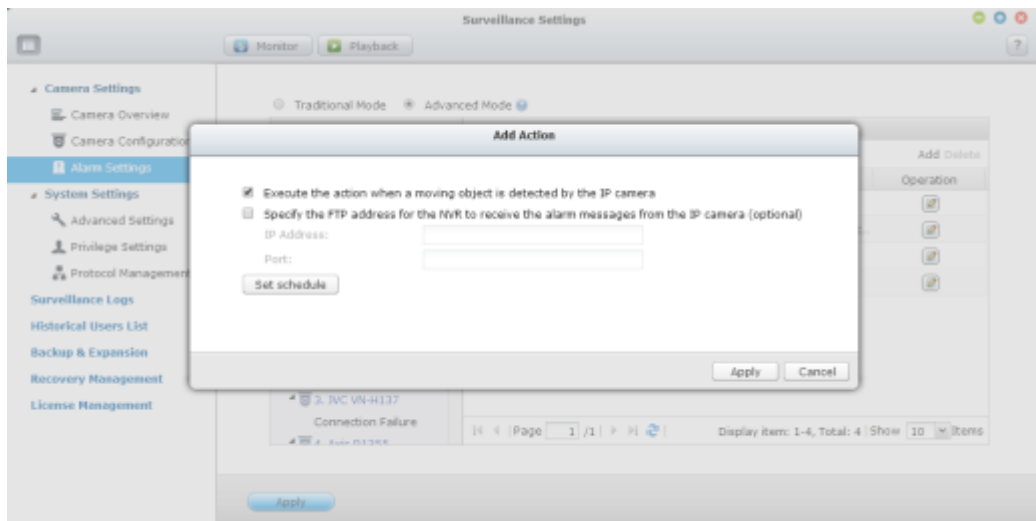 Surveillance Settings
Monitor Playback ?
Camera Settings
Camera Overview
Camera Configuration
Alarm Settings
System Settings
Advanced Settings
Privilege Settings
Protocol Management
Surveillance Logs
Historical Users List
Backup & Expansion
Recovery Management
License Management
Traditional Mode Advanced Mode
Add Delete
Operation
Add Action
Execute the action when a moving object is detected by the IP camera
Specify the FTP address for the NVR to receive the alarm messages from the IP camera (optional)
IP Address:
Port:
Set schedule
Apply Cancel
3. JVC VN-H137
Connection Failure
Page 1 /1 Display item: 1-4, Total: 4 Show 10 Items
Apply